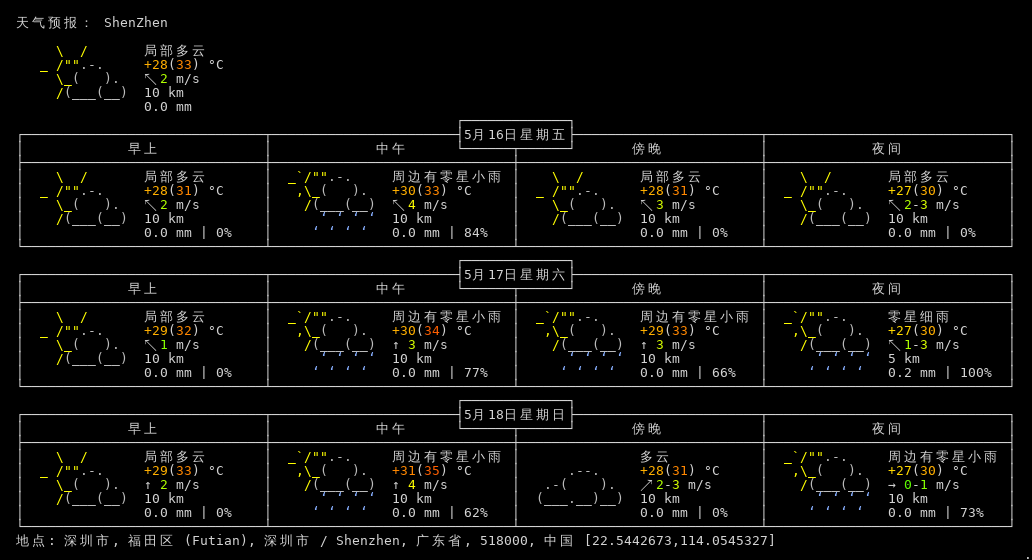 天气预报： ShenZhen
局部多云
+28(33) °C
↖2 m/s
10 km
0.0 mm
5月16日星期五
早上 中午 傍晚 夜间
局部多云 周边有零星小雨 局部多云 局部多云
+28(31) °C +30(33) °C +28(31) °C +27(30) °C
↖2 m/s ↖4 m/s ↖3 m/s ↖2-3 m/s
10 km 10 km 10 km 10 km
0.0 mm | 0% 0.0 mm | 84% 0.0 mm | 0% 0.0 mm | 0%
5月17日星期六
早上 中午 傍晚 夜间
局部多云 周边有零星小雨 周边有零星小雨 零星细雨
+29(32) °C +30(34) °C +29(33) °C +27(30) °C
↖1 m/s ↑ 3 m/s ↑ 3 m/s ↖1-3 m/s
10 km 10 km 10 km 5 km
0.0 mm | 0% 0.0 mm | 77% 0.0 mm | 66% 0.2 mm | 100%
5月18日星期日
早上 中午 傍晚 夜间
局部多云 周边有零星小雨 多云 周边有零星小雨
+29(33) °C +31(35) °C +28(31) °C +27(30) °C
↑ 2 m/s ↑ 4 m/s ↗2-3 m/s → 0-1 m/s
10 km 10 km 10 km 10 km
0.0 mm | 0% 0.0 mm | 62% 0.0 mm | 0% 0.0 mm | 73%
地点: 深圳市, 福田区 (Futian), 深圳市 / Shenzhen, 广东省, 518000, 中国 [22.5442673,114.0545327]